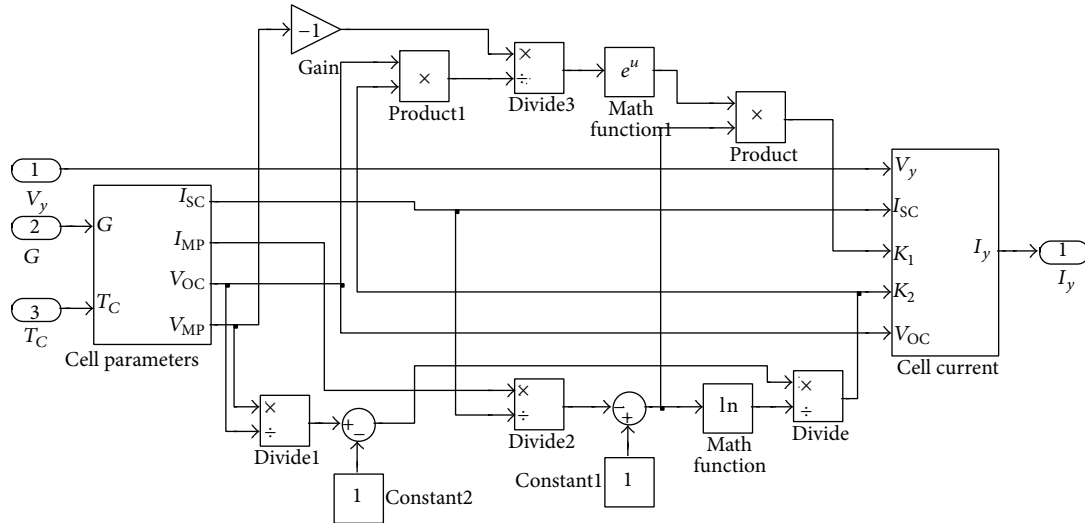 −1
Gain
×
Product1
×
÷
Divide3
e^u
Math
function1
×
Product
1
V_y
2
G
3
T_C
G
T_C
I_SC
I_MP
V_OC
V_MP
Cell parameters
V_y
I_SC
K_1
K_2
V_OC
I_y
Cell current
1
I_y
×
÷
Divide1
+
−
1
Constant2
×
÷
Divide2
−
+
Constant1
1
ln
Math
function
×
÷
Divide